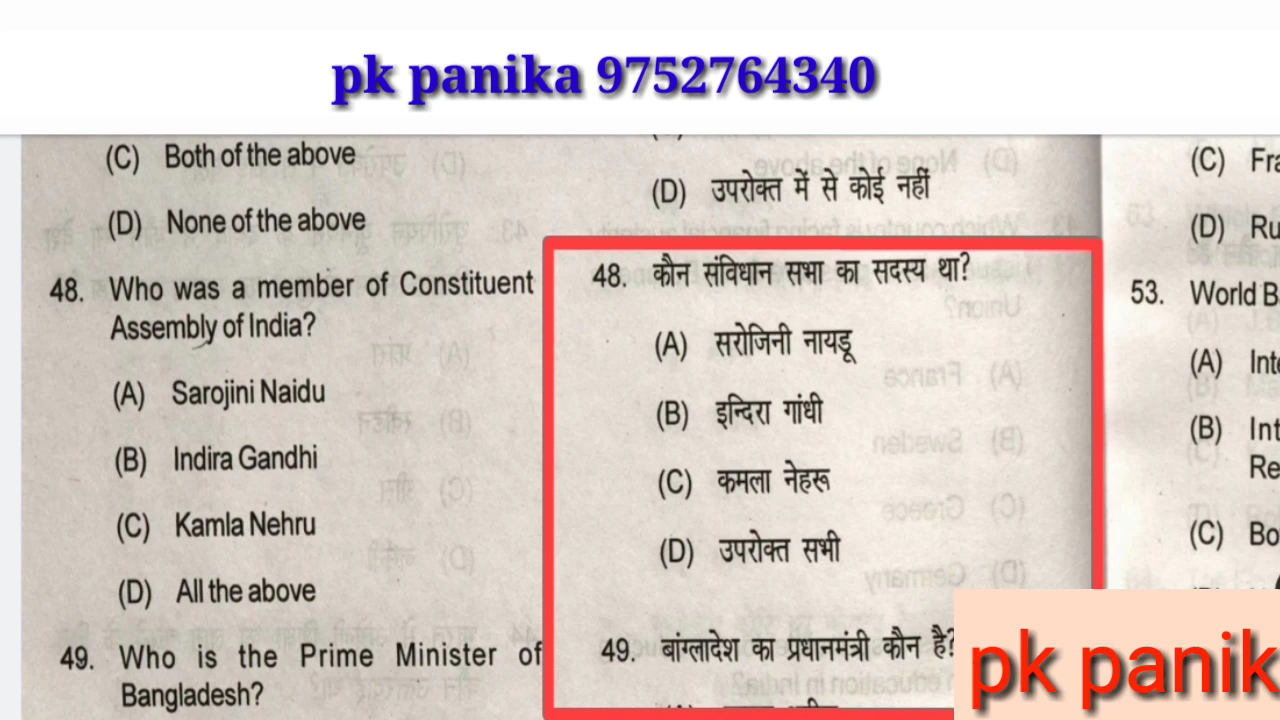 pk panika 9752764340
(C) Both of the above
(D) None of the above
48. Who was a member of Constituent
Assembly of India?
(A) Sarojini Naidu
(B) Indira Gandhi
(C) Kamla Nehru
(D) All the above
49. Who is the Prime Minister of
Bangladesh?
(D) उपरोक्त में से कोई नहीं
48. कौन संविधान सभा का सदस्य था?
(A) सरोजिनी नायडू
(B) इन्दिरा गांधी
(C) कमला नेहरू
(D) उपरोक्त सभी
49. बांग्लादेश का प्रधानमंत्री कौन है?
(C) Fra
(D) Ru
53. World B
(A) Inte
(B) Int
Re
(C) Bo
pk panik